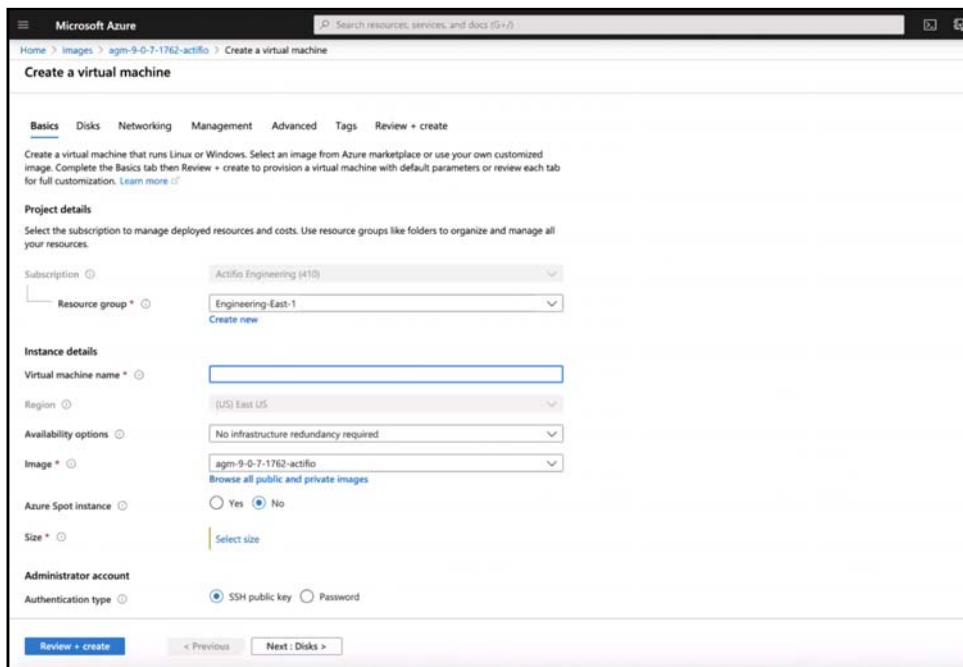 Microsoft Azure
Search resources, services, and docs (G+/)
Home > Images > agm-9-0-7-1762-actifio > Create a virtual machine
Create a virtual machine
Basics Disks Networking Management Advanced Tags Review + create
Create a virtual machine that runs Linux or Windows. Select an image from Azure marketplace or use your own customized
image. Complete the Basics tab then Review + create to provision a virtual machine with default parameters or review each tab
for full customization. Learn more
Project details
Select the subscription to manage deployed resources and costs. Use resource groups like folders to organize and manage all
your resources.
Subscription Actifio Engineering (410)
Resource group * Engineering-East-1
Create new
Instance details
Virtual machine name *
Region (US) East US
Availability options No infrastructure redundancy required
Image * agm-9-0-7-1762-actifio
Browse all public and private images
Azure Spot instance Yes No
Size * Select size
Administrator account
Authentication type SSH public key Password
Review + create < Previous Next : Disks >